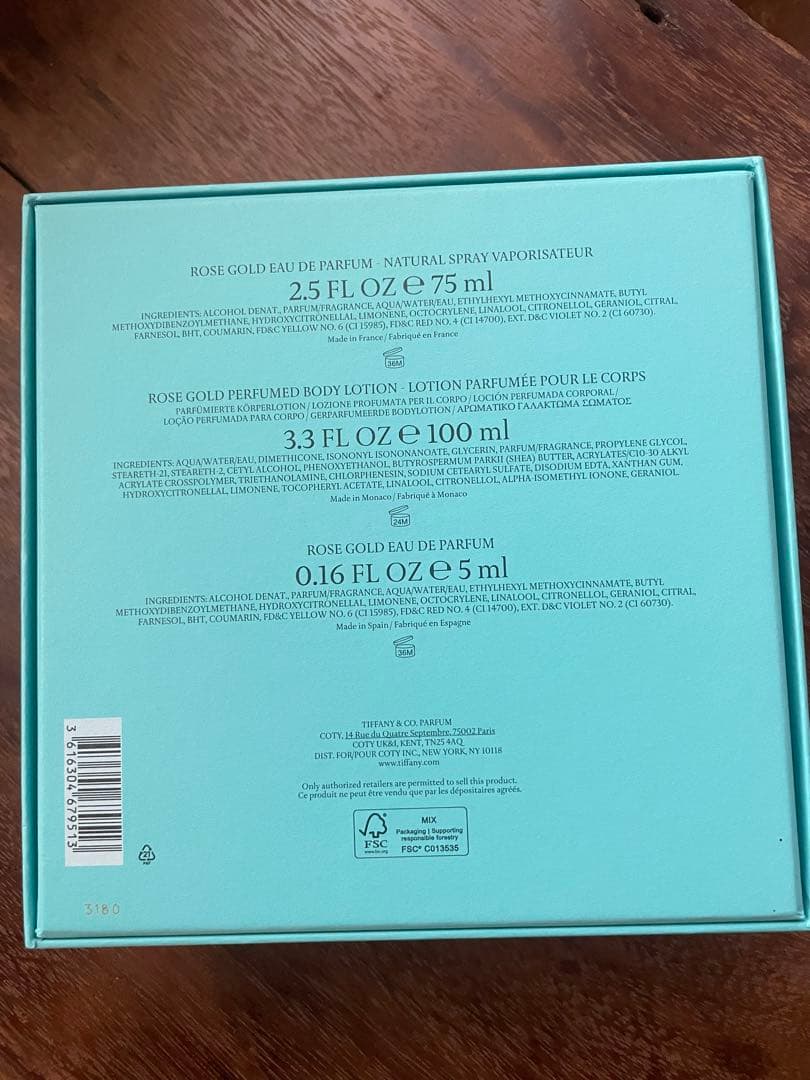 ROSE GOLD EAU DE PARFUM - NATURAL SPRAY VAPORISATEUR
2.5 FL OZ ℮ 75 ml
INGREDIENTS: ALCOHOL DENAT., PARFUM/FRAGRANCE, AQUA/WATER/EAU, ETHYLHEXYL METHOXYCINNAMATE, BUTYL
METHOXYDIBENZOYLMETHANE, HYDROXYCITRONELLAL, LIMONENE, OCTOCRYLENE, LINALOOL, CITRONELLOL, GERANIOL, CITRAL,
FARNESOL, BHT, COUMARIN, FD&C YELLOW NO. 6 (CI 15985), FD&C RED NO. 4 (CI 14700), EXT. D&C VIOLET NO. 2 (CI 60730).
Made in France / Fabriqué en France
36M
ROSE GOLD PERFUMED BODY LOTION - LOTION PARFUMÉE POUR LE CORPS
PARFÜMIERTE KÖRPERLOTION / LOZIONE PROFUMATA PER IL CORPO / LOCIÓN PERFUMADA CORPORAL /
LOÇÃO PERFUMADA PARA CORPO / GEPARFUMEERDE BODYLOTION / ΑΡΩΜΑΤΙΚΟ ΓΑΛΑΚΤΩΜΑ ΣΩΜΑΤΟΣ
3.3 FL OZ ℮ 100 ml
INGREDIENTS: AQUA/WATER/EAU, DIMETHICONE, ISONONYL ISONONANOATE, GLYCERIN, PARFUM/FRAGRANCE, PROPYLENE GLYCOL,
STEARETH-21, STEARETH-2, CETYL ALCOHOL, PHENOXYETHANOL, BUTYROSPERMUM PARKII (SHEA) BUTTER, ACRYLATES/C10-30 ALKYL
ACRYLATE CROSSPOLYMER, TRIETHANOLAMINE, CHLORPHENESIN, SODIUM CETEARYL SULFATE, DISODIUM EDTA, XANTHAN GUM,
HYDROXYCITRONELLAL, LIMONENE, TOCOPHERYL ACETATE, LINALOOL, CITRONELLOL, ALPHA-ISOMETHYL IONONE, GERANIOL.
Made in Monaco / Fabriqué à Monaco
24M
ROSE GOLD EAU DE PARFUM
0.16 FL OZ ℮ 5 ml
INGREDIENTS: ALCOHOL DENAT., PARFUM/FRAGRANCE, AQUA/WATER/EAU, ETHYLHEXYL METHOXYCINNAMATE, BUTYL
METHOXYDIBENZOYLMETHANE, HYDROXYCITRONELLAL, LIMONENE, OCTOCRYLENE, LINALOOL, CITRONELLOL, GERANIOL, CITRAL,
FARNESOL, BHT, COUMARIN, FD&C YELLOW NO. 6 (CI 15985), FD&C RED NO. 4 (CI 14700), EXT. D&C VIOLET NO. 2 (CI 60730).
Made in Spain / Fabriqué en Espagne
36M
TIFFANY & CO. PARFUM
COTY, 14 Rue du Quatre Septembre, 75002 Paris
COTY UK&I, KENT, TN25 4AQ
DIST. FOR/POUR COTY INC., NEW YORK, NY 10118
www.tiffany.com
Only authorized retailers are permitted to sell this product.
Ce produit ne peut être vendu que par les dépositaires agréés.
FSC
www.fsc.org
MIX
Packaging | Supporting
responsible forestry
FSC® C013535
3 616304 679513
21
PAP
3180